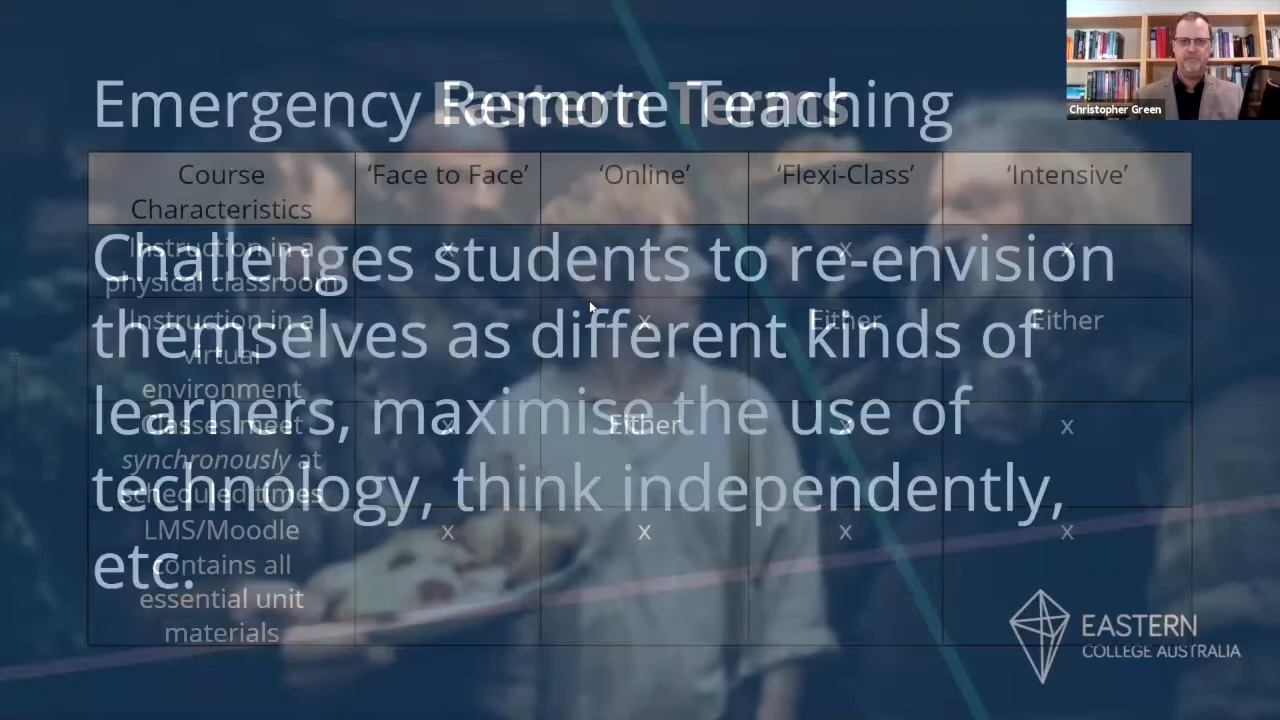 Christopher Green
Emergency Remote Teaching
Eastern Terms
Course Characteristics
‘Face to Face’
‘Online’
‘Flexi-Class’
‘Intensive’
Instruction in a
physical classroom
x
x
x
Instruction in a
virtual
environment
x
Either
Either
Classes meet
synchronously at
scheduled times
x
Either
x
x
LMS/Moodle
contains all
essential unit
materials
x
x
x
x
Challenges students to re-envision
themselves as different kinds of
learners, maximise the use of
technology, think independently,
etc.
EASTERN
COLLEGE AUSTRALIA